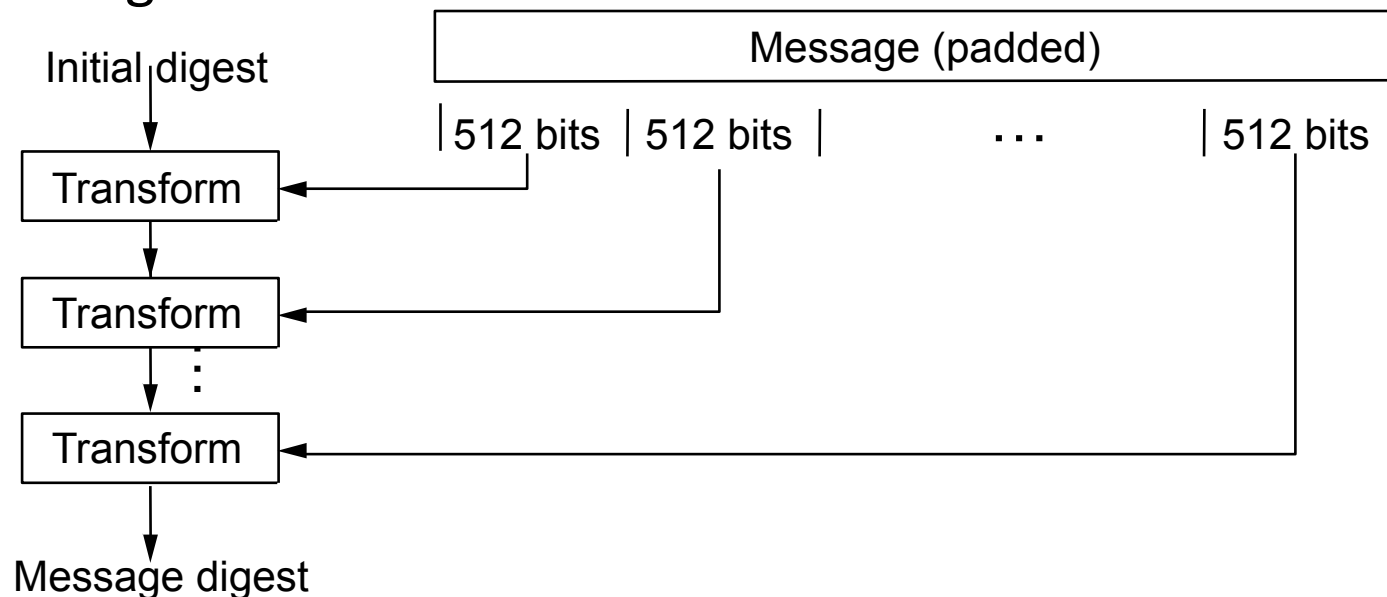 Message (padded)
Initial digest
512 bits 512 bits ... 512 bits
Transform
Transform
Transform
Message digest